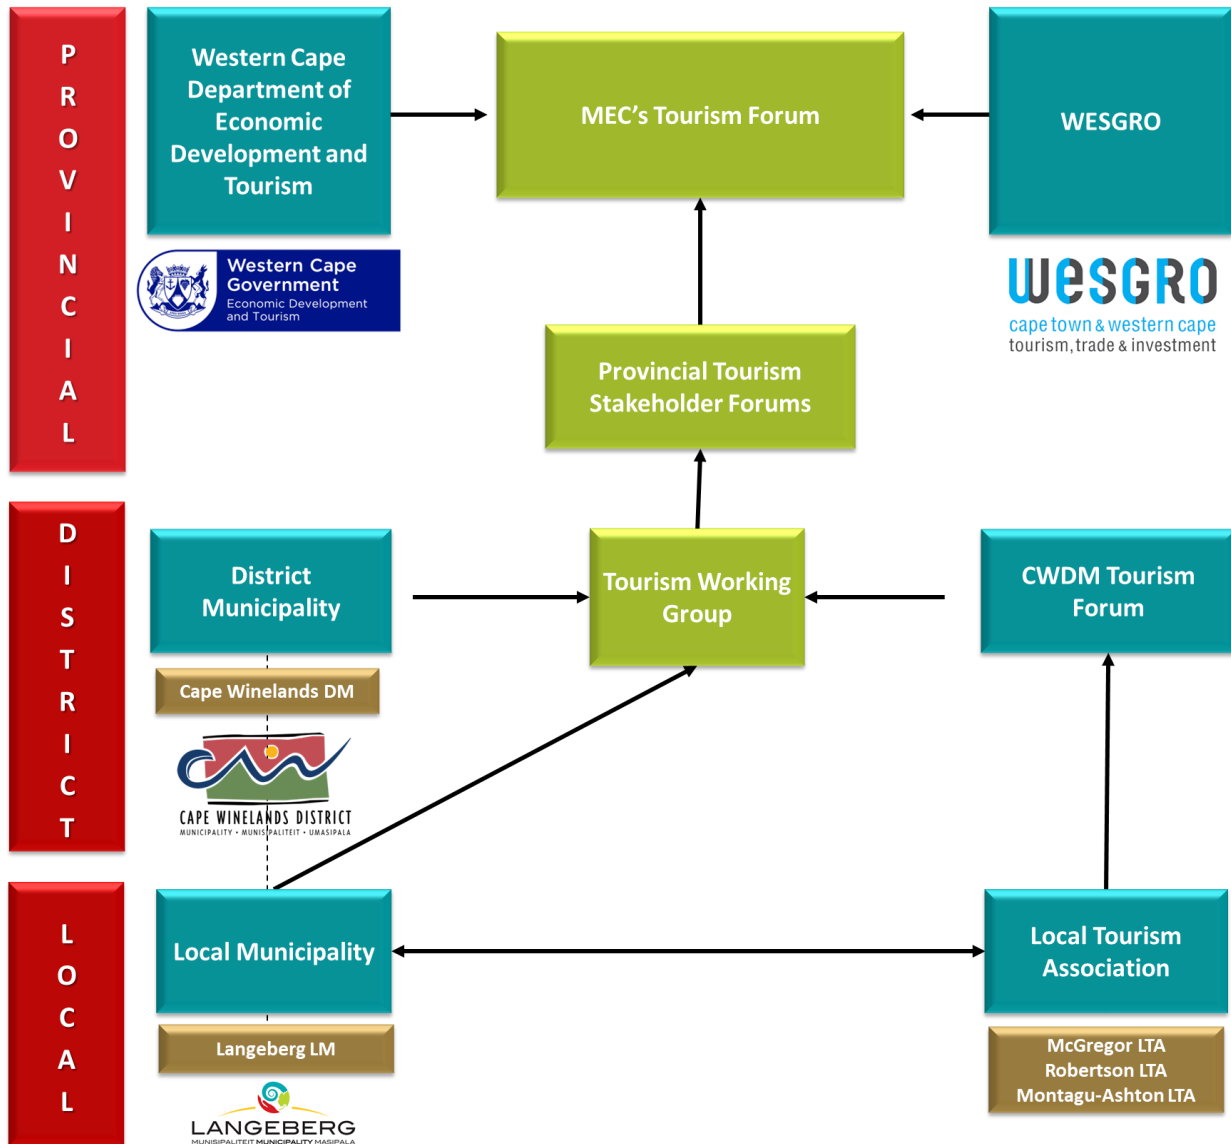 P
R
O
V
I
N
C
I
A
L
Western Cape
Department of
Economic
Development and
Tourism
MEC's Tourism Forum
WESGRO
Western Cape
Government
Economic Development
and Tourism
WESGRO
cape town & western cape
tourism, trade & investment
Provincial Tourism
Stakeholder Forums
D
I
S
T
R
I
C
T
District
Municipality
Tourism Working
Group
CWDM Tourism
Forum
Cape Winelands DM
CAPE WINELANDS DISTRICT
MUNICIPALITY • MUNISIPALITEIT • UMASIPALA
L
O
C
A
L
Local Municipality
Local Tourism
Association
Langeberg LM
McGregor LTA
Robertson LTA
Montagu-Ashton LTA
LANGEBERG
MUNISIPALITEIT MUNICIPALITY MASIPALA